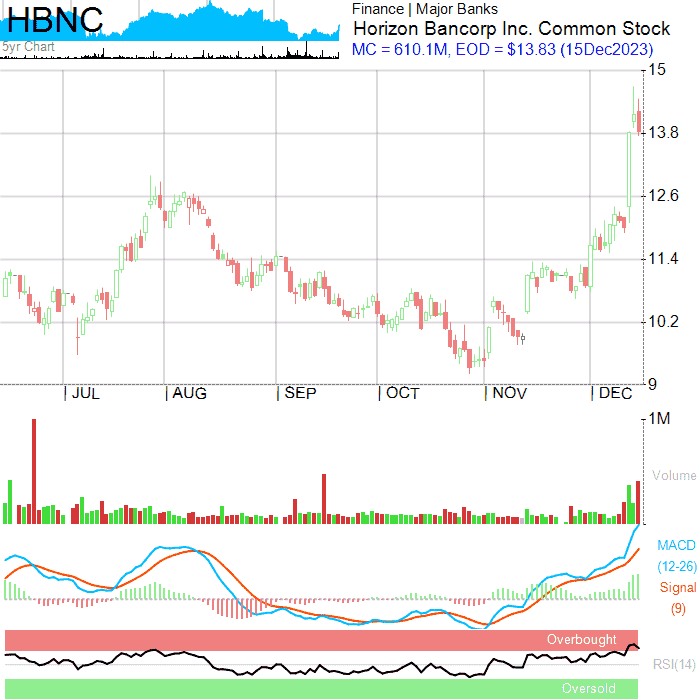 HBNC
5yr Chart
Finance | Major Banks
Horizon Bancorp Inc. Common Stock
MC = 610.1M, EOD = $13.83 (15Dec2023)
15
13.8
12.6
11.4
10.2
9
JUL AUG SEP OCT NOV DEC
1M
Volume
MACD
(12-26)
Signal
(9)
Overbought
RSI(14)
Oversold